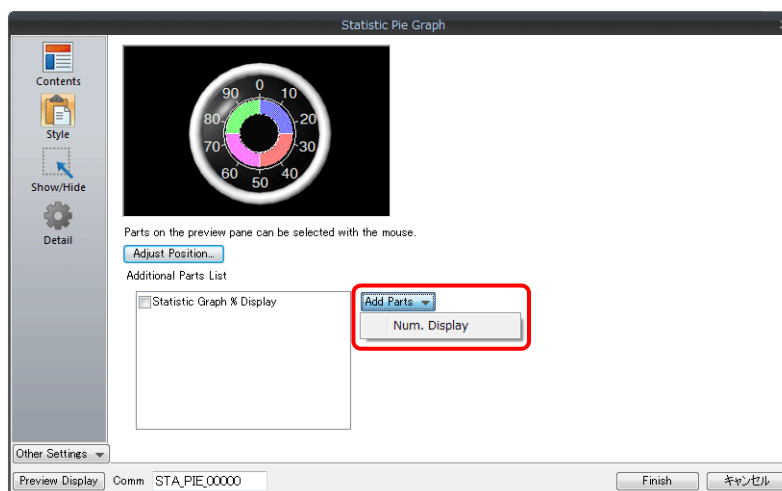 Statistic Pie Graph
Contents
Style
Show/Hide
Detail
0
10
20
30
40
50
60
70
80
90
Parts on the preview pane can be selected with the mouse.
Adjust Position...
Additional Parts List
Statistic Graph % Display
Add Parts
Num. Display
Other Settings
Preview Display
Comm
STA_PIE_00000
Finish
キャンセル